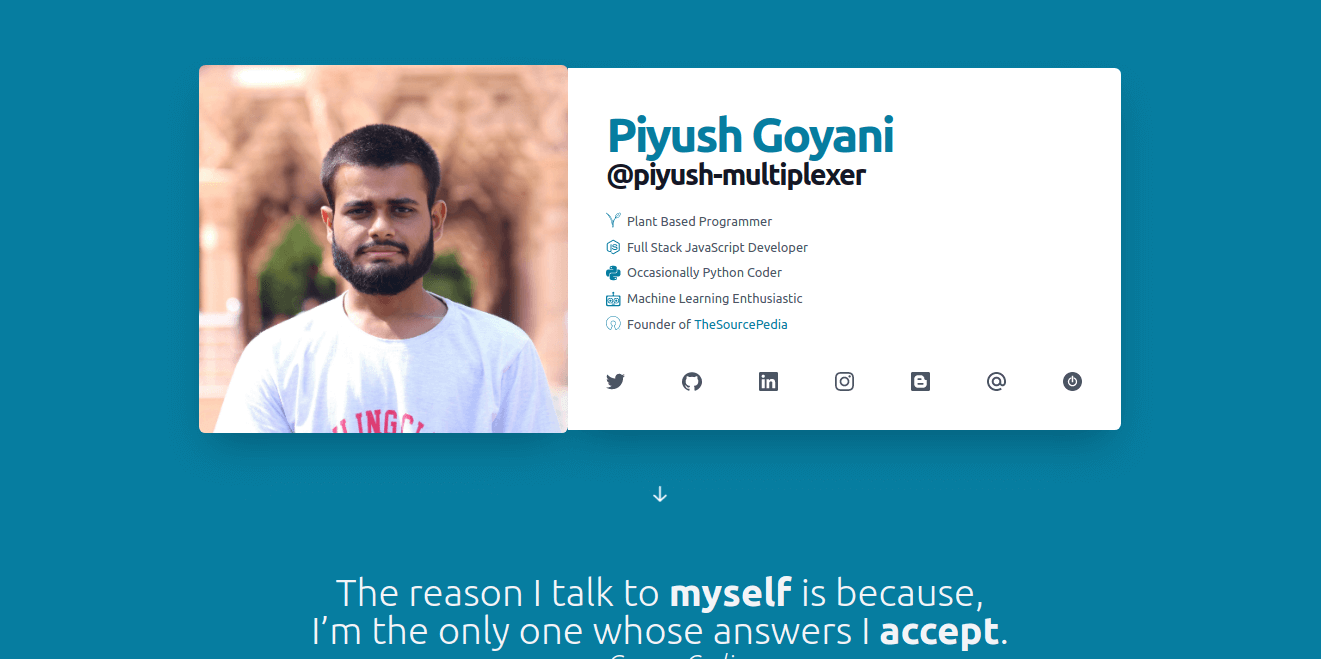 Piyush Goyani
@piyush-multiplexer
Plant Based Programmer
Full Stack JavaScript Developer
Occasionally Python Coder
Machine Learning Enthusiastic
Founder of TheSourcePedia
The reason I talk to myself is because,
I’m the only one whose answers I accept.